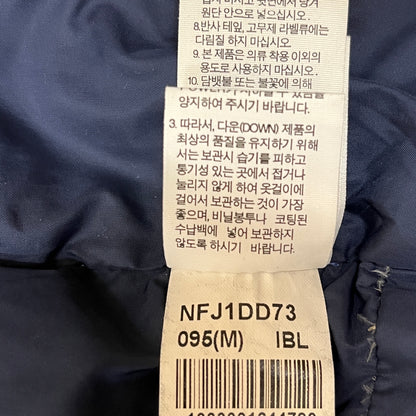 원단 안으로 넣으십시오.
8.반사 테잎, 고무제 라벨류에는
다림질 하지 마십시오.
9. 본 제품은 의류 착용 이외의
용도로 사용하지 마십시오.
10. 담뱃불 또는 불꽃에 의해
양지하여 주시기 바랍니다.
3. 따라서, 다운(DOWN) 제품의
최상의 품질을 유지하기 위해
서는 보관시 습기를 피하고
통기성 있는 곳에서 접거나
눌리지 않게 하여 옷걸이에
걸어서 보관하는 것이 가장
좋으며, 비닐봉투나 코팅된
수납백에 넣어 보관하지 않
도록하시기 바랍니다.
NFJ1DD73
095(M) IBL